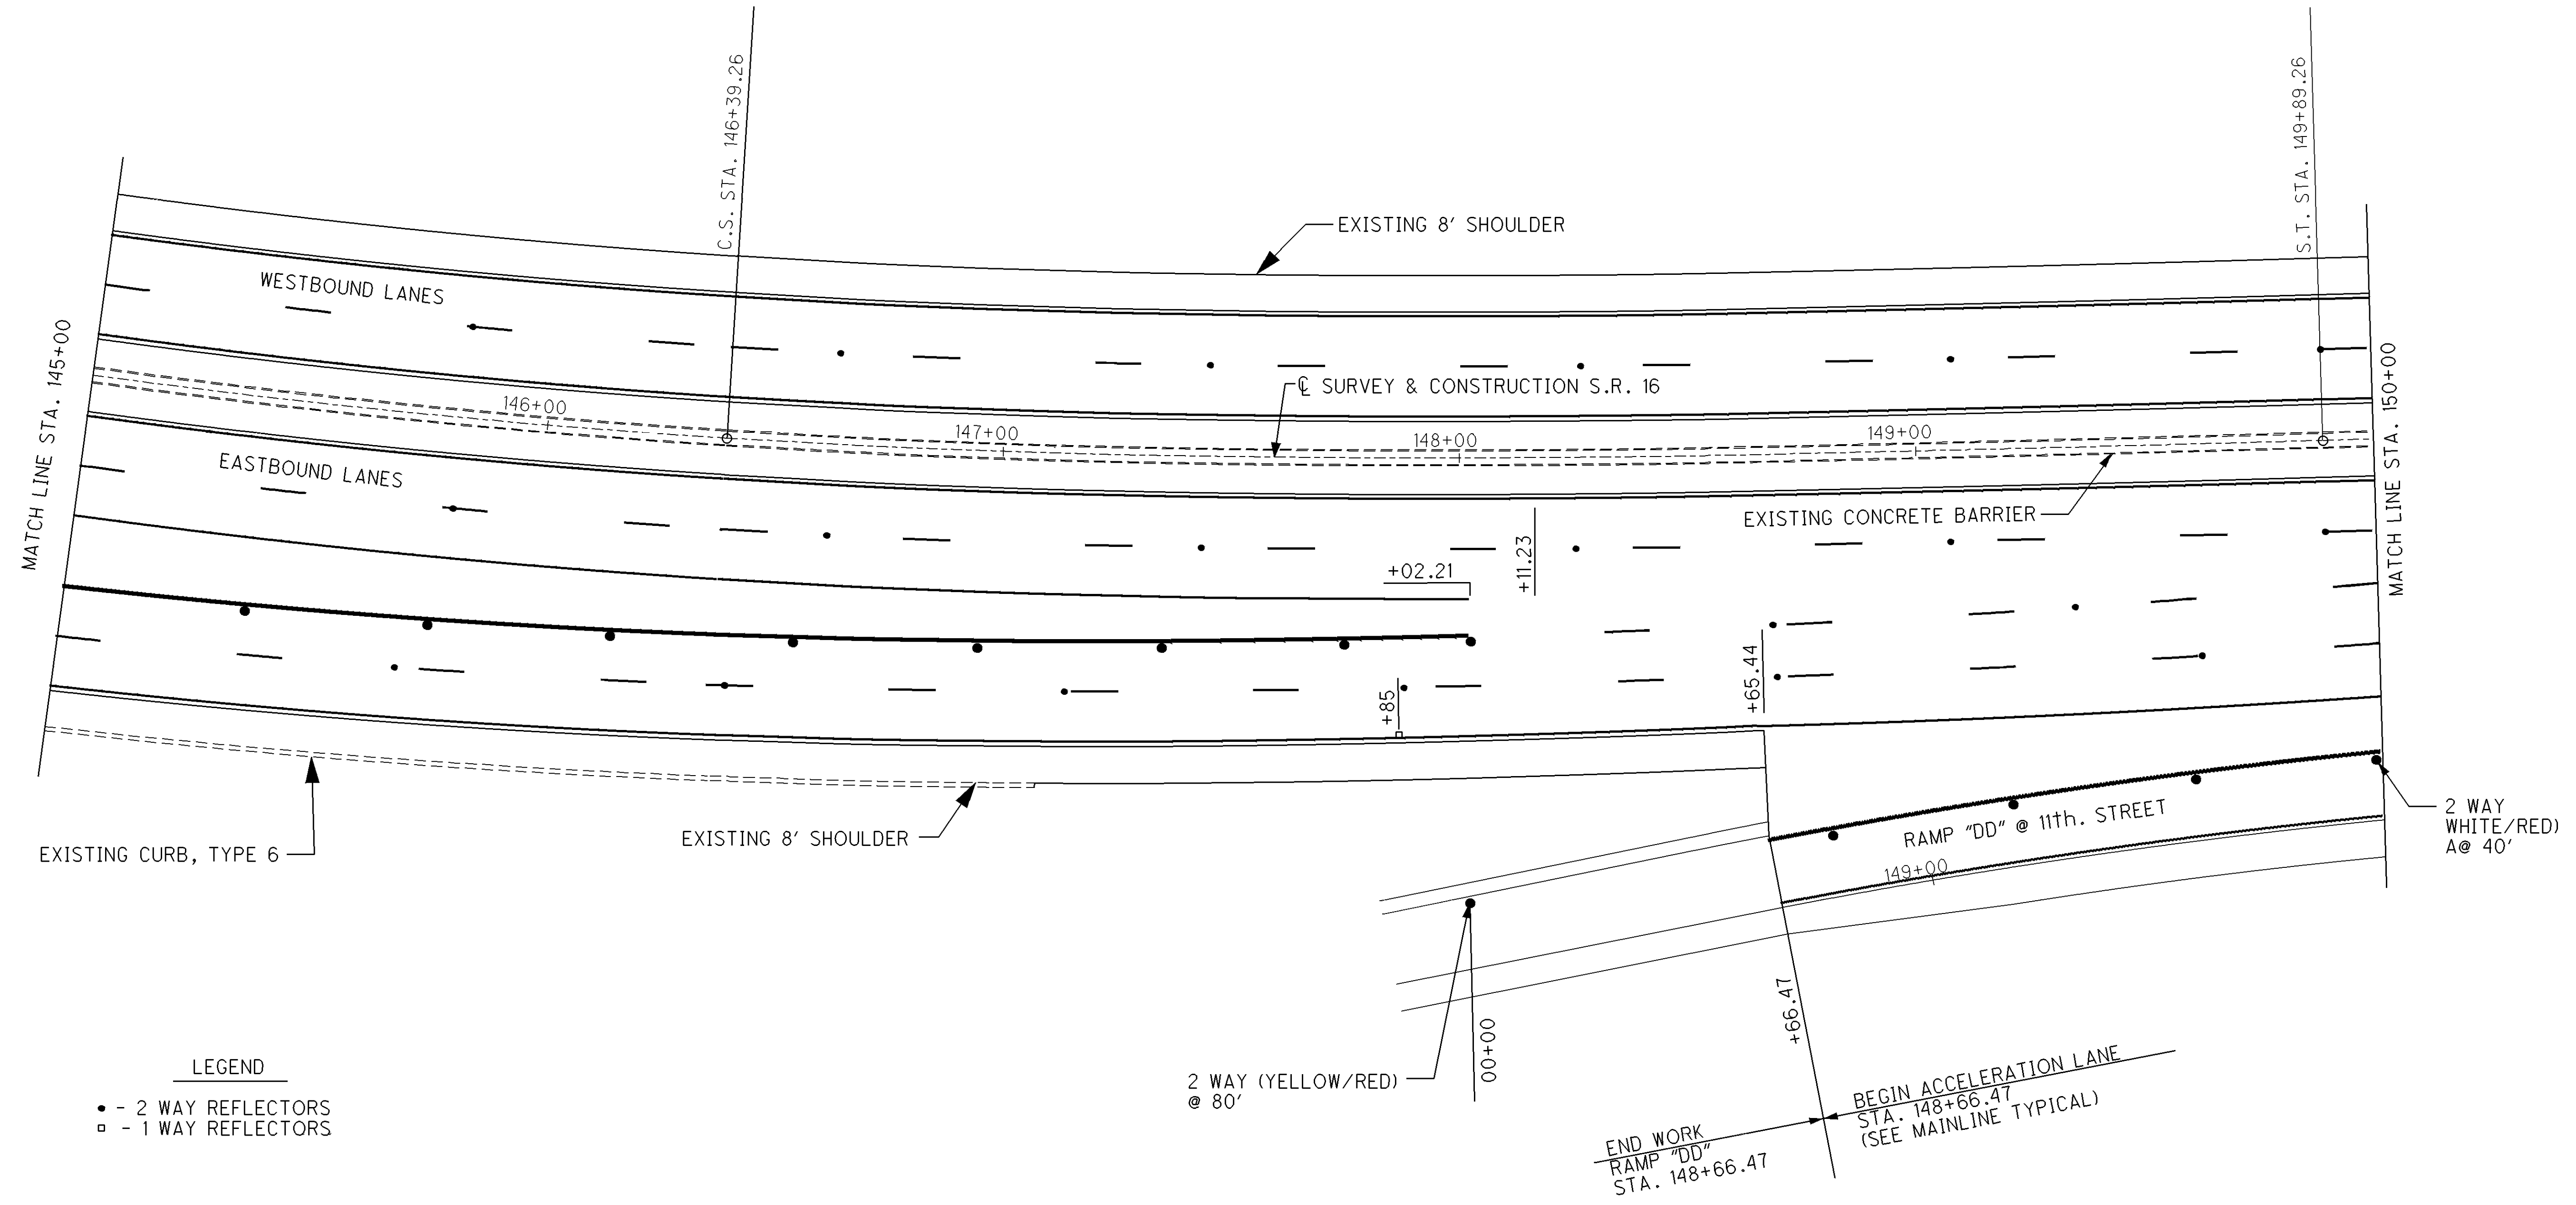 C.S. STA. 146+39.26
S.T. STA. 149+89.26
EXISTING 8' SHOULDER
WESTBOUND LANES
MATCH LINE STA. 145+00
MATCH LINE STA. 150+00
℄ SURVEY & CONSTRUCTION S.R. 16
146+00
147+00
148+00
149+00
EASTBOUND LANES
EXISTING CONCRETE BARRIER
+11.23
+02.21
+65.44
+85
EXISTING CURB, TYPE 6
EXISTING 8' SHOULDER
RAMP "DD" @ 11th. STREET
149+00
2 WAY
WHITE/RED)
A@ 40'
+66.47
00+00
2 WAY (YELLOW/RED)
@ 80'
BEGIN ACCELERATION LANE
STA. 148+66.47
(SEE MAINLINE TYPICAL)
END WORK
RAMP "DD"
STA. 148+66.47
LEGEND
• - 2 WAY REFLECTORS
□ - 1 WAY REFLECTORS